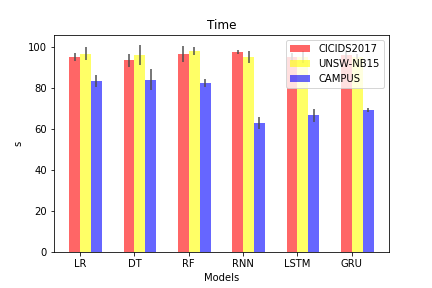 Time
CICIDS2017
UNSW-NB15
CAMPUS
100
80
60
40
20
0
s
LR DT RF RNN LSTM GRU
Models